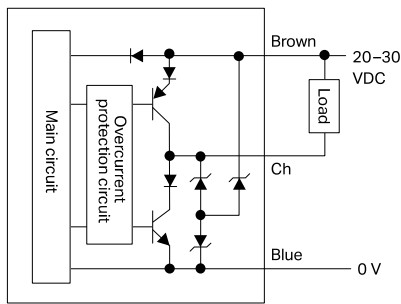 Brown
20–30
VDC
Load
Main circuit
Overcurrent
protection circuit
Ch
Blue
0 V